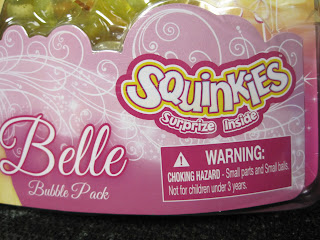 SQUINKIES
Surprize Inside
Belle
Bubble Pack
WARNING:
CHOKING HAZARD - Small parts and Small balls.
Not for children under 3 years.